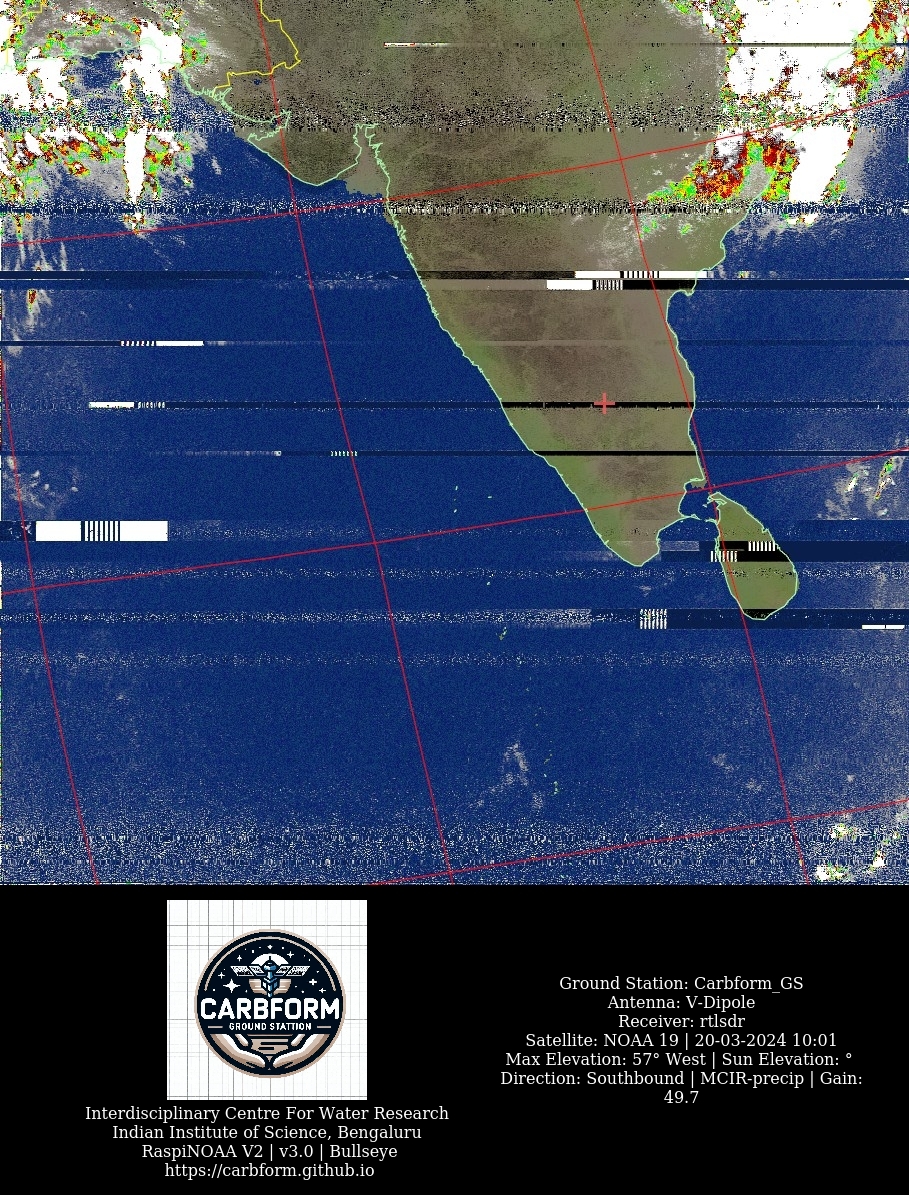 CARBFORM
GROUND STATTION
Interdisciplinary Centre For Water Research
Indian Institute of Science, Bengaluru
RaspiNOAA V2 | v3.0 | Bullseye
https://carbform.github.io
Ground Station: Carbform_GS
Antenna: V-Dipole
Receiver: rtlsdr
Satellite: NOAA 19 | 20-03-2024 10:01
Max Elevation: 57° West | Sun Elevation: °
Direction: Southbound | MCIR-precip | Gain:
49.7